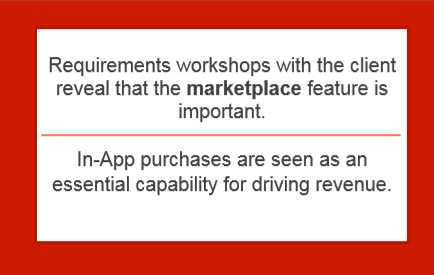 Requirements workshops with the client
reveal that the marketplace feature is
important.
In-App purchases are seen as an
essential capability for driving revenue.